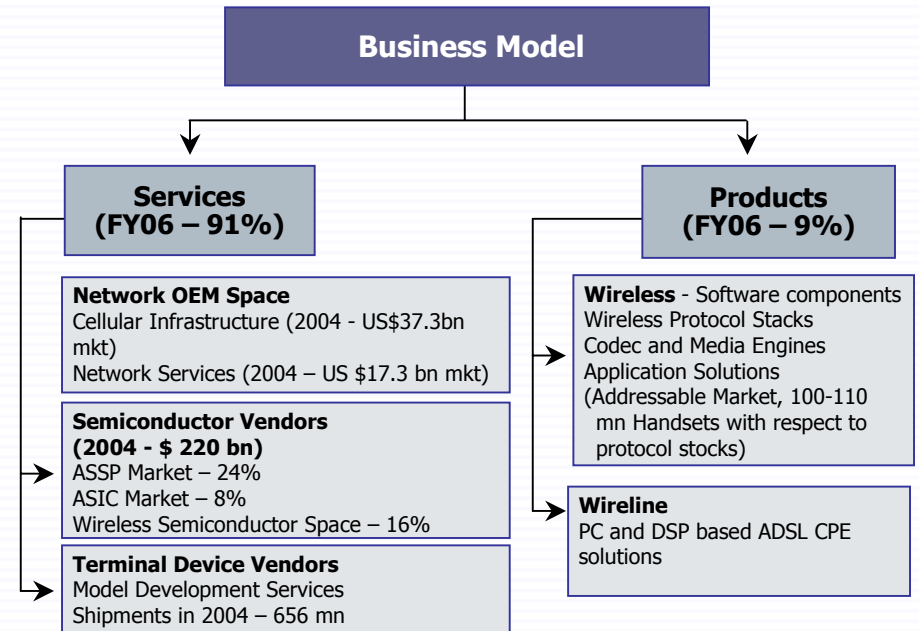 Business Model
Services
(FY06 – 91%)
Products
(FY06 – 9%)
Network OEM Space
Cellular Infrastructure (2004 - US$37.3bn
mkt)
Network Services (2004 – US $17.3 bn mkt)
Semiconductor Vendors
(2004 - $ 220 bn)
ASSP Market – 24%
ASIC Market – 8%
Wireless Semiconductor Space – 16%
Terminal Device Vendors
Model Development Services
Shipments in 2004 – 656 mn
Wireless - Software components
Wireless Protocol Stacks
Codec and Media Engines
Application Solutions
(Addressable Market, 100-110
mn Handsets with respect to
protocol stocks)
Wireline
PC and DSP based ADSL CPE
solutions